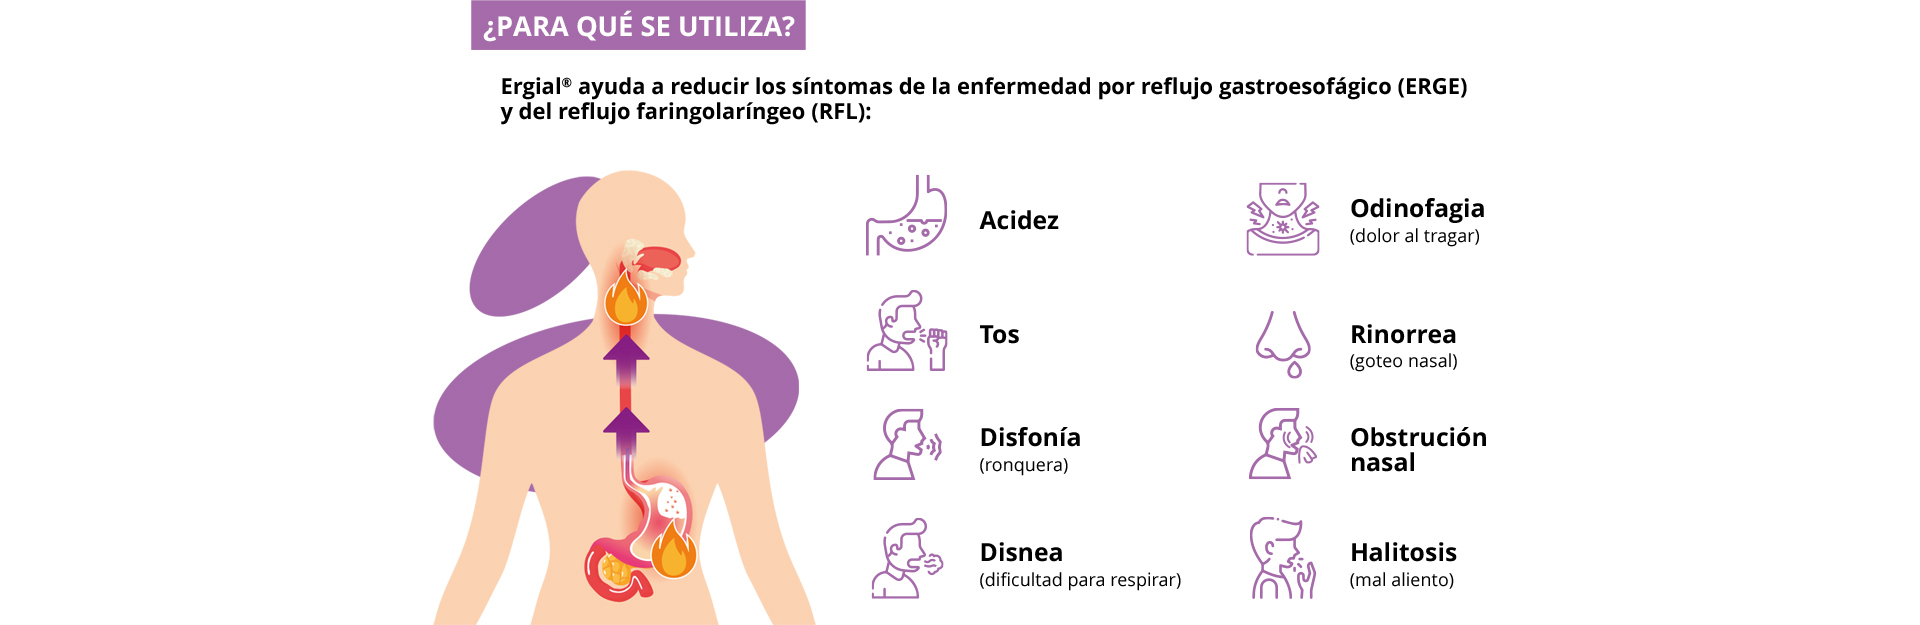 ¿PARA QUÉ SE UTILIZA?
Ergial® ayuda a reducir los síntomas de la enfermedad por reflujo gastroesofágico (ERGE)
y del reflujo faringolaríngeo (RFL):
Acidez
Tos
Disfonía
(ronquera)
Disnea
(dificultad para respirar)
Odinofagia
(dolor al tragar)
Rinorrea
(goteo nasal)
Obstrución
nasal
Halitosis
(mal aliento)